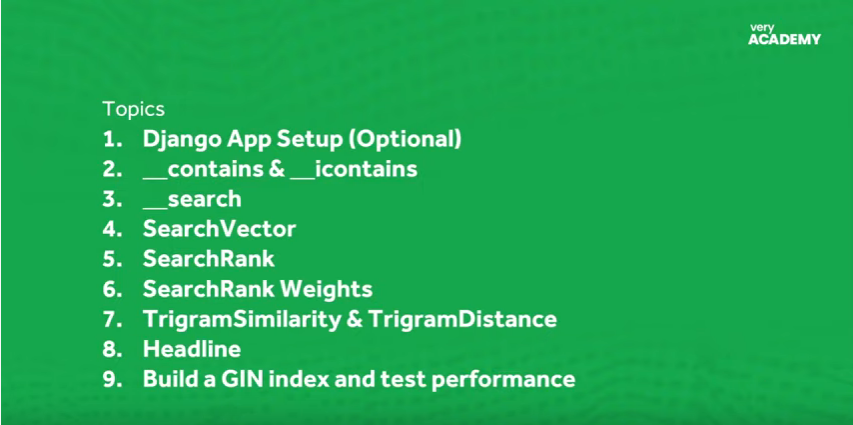 very
ACADEMY
Topics
1. Django App Setup (Optional)
2. __contains & __icontains
3. __search
4. SearchVector
5. SearchRank
6. SearchRank Weights
7. TrigramSimilarity & TrigramDistance
8. Headline
9. Build a GIN index and test performance